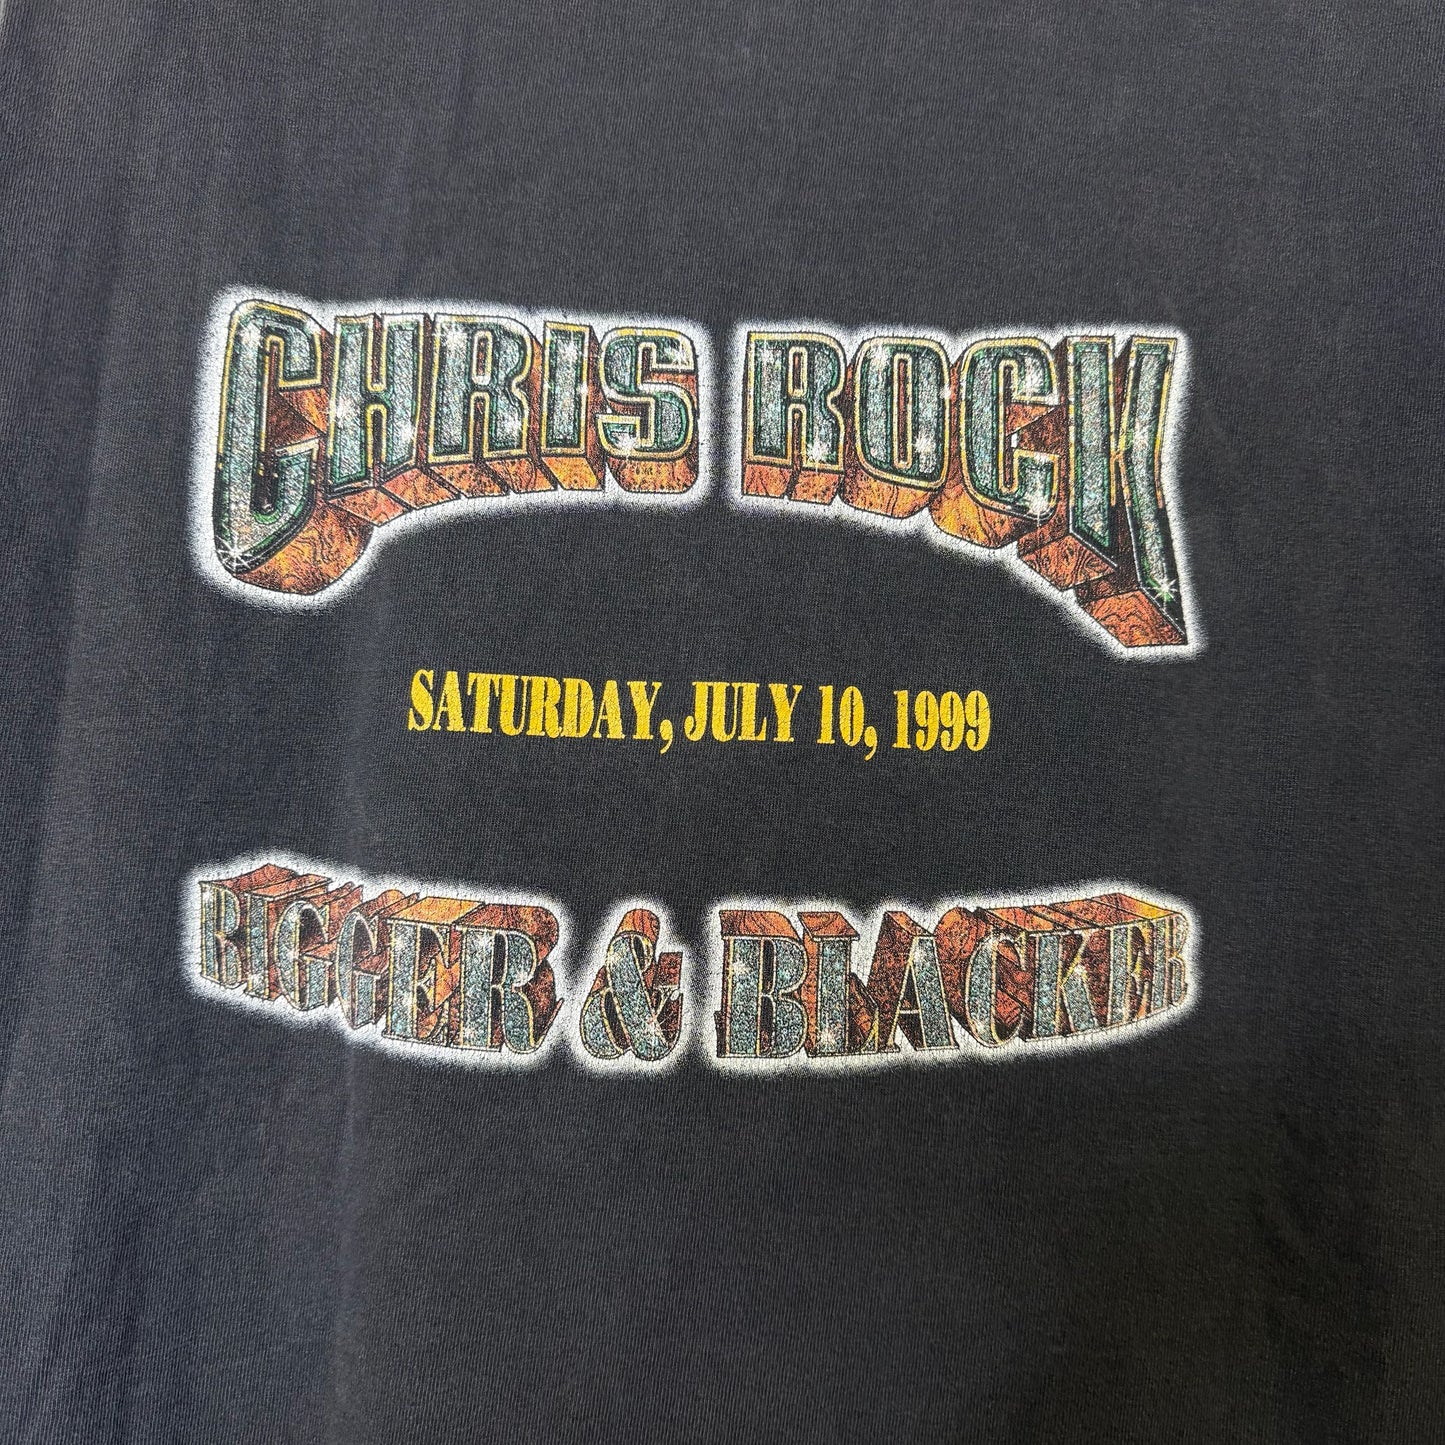 CHRIS ROCK
SATURDAY, JULY 10, 1999
BIGGER & BLACKER